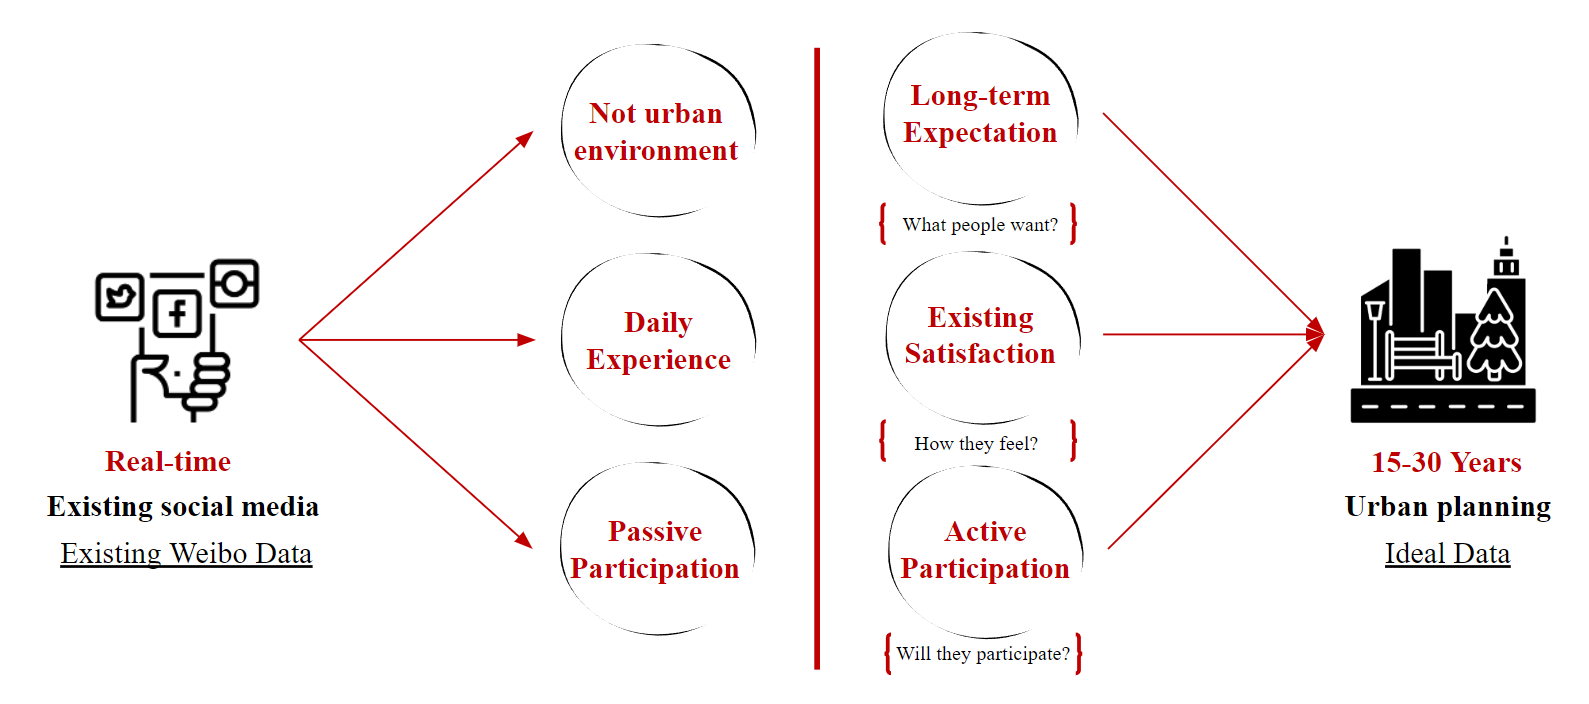 Real-time
Existing social media
Existing Weibo Data
Not urban
environment
Daily
Experience
Passive
Participation
Long-term
Expectation
What people want?
Existing
Satisfaction
How they feel?
Active
Participation
Will they participate?
15-30 Years
Urban planning
Ideal Data